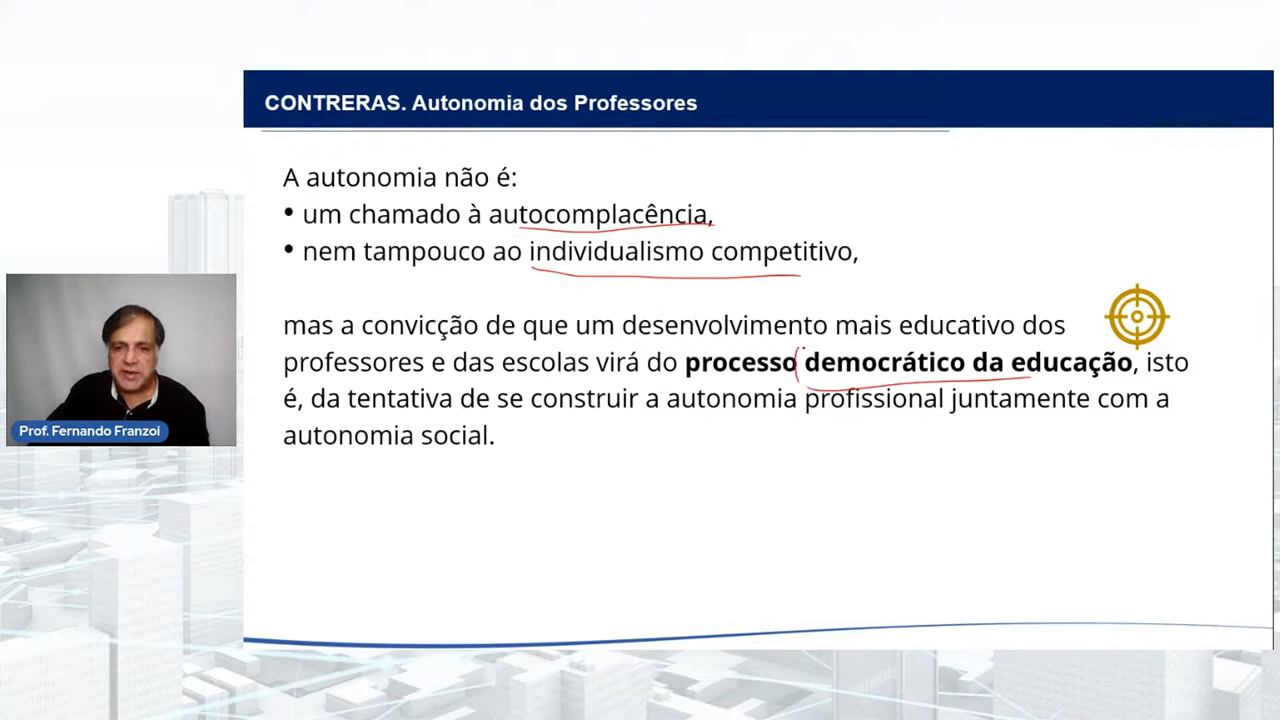 CONTRERAS. Autonomia dos Professores
A autonomia não é:
• um chamado à autocomplacência,
• nem tampouco ao individualismo competitivo,
mas a convicção de que um desenvolvimento mais educativo dos
professores e das escolas virá do processo democrático da educação, isto
é, da tentativa de se construir a autonomia profissional juntamente com a
autonomia social.
Prof. Fernando Franzoi